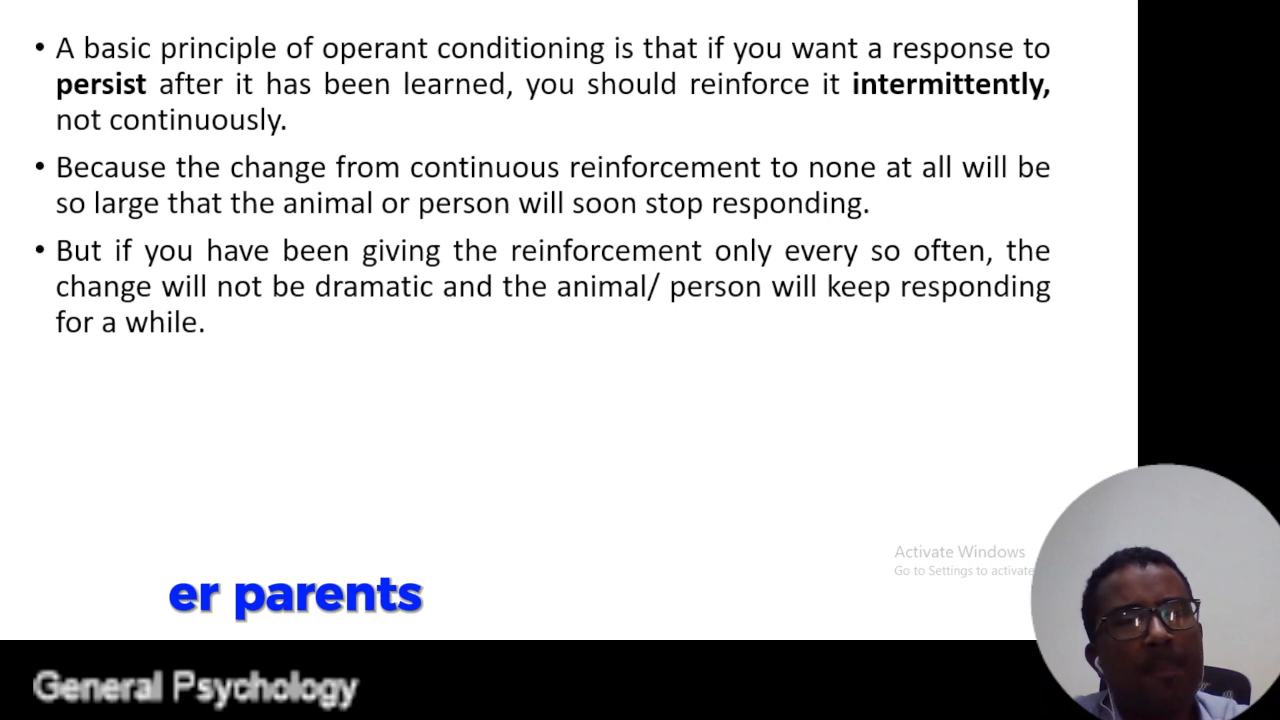 • A basic principle of operant conditioning is that if you want a response to
persist after it has been learned, you should reinforce it intermittently,
not continuously.
• Because the change from continuous reinforcement to none at all will be
so large that the animal or person will soon stop responding.
• But if you have been giving the reinforcement only every so often, the
change will not be dramatic and the animal/ person will keep responding
for a while.
Activate Windows
Go to Settings to activate
er parents
General Psychology